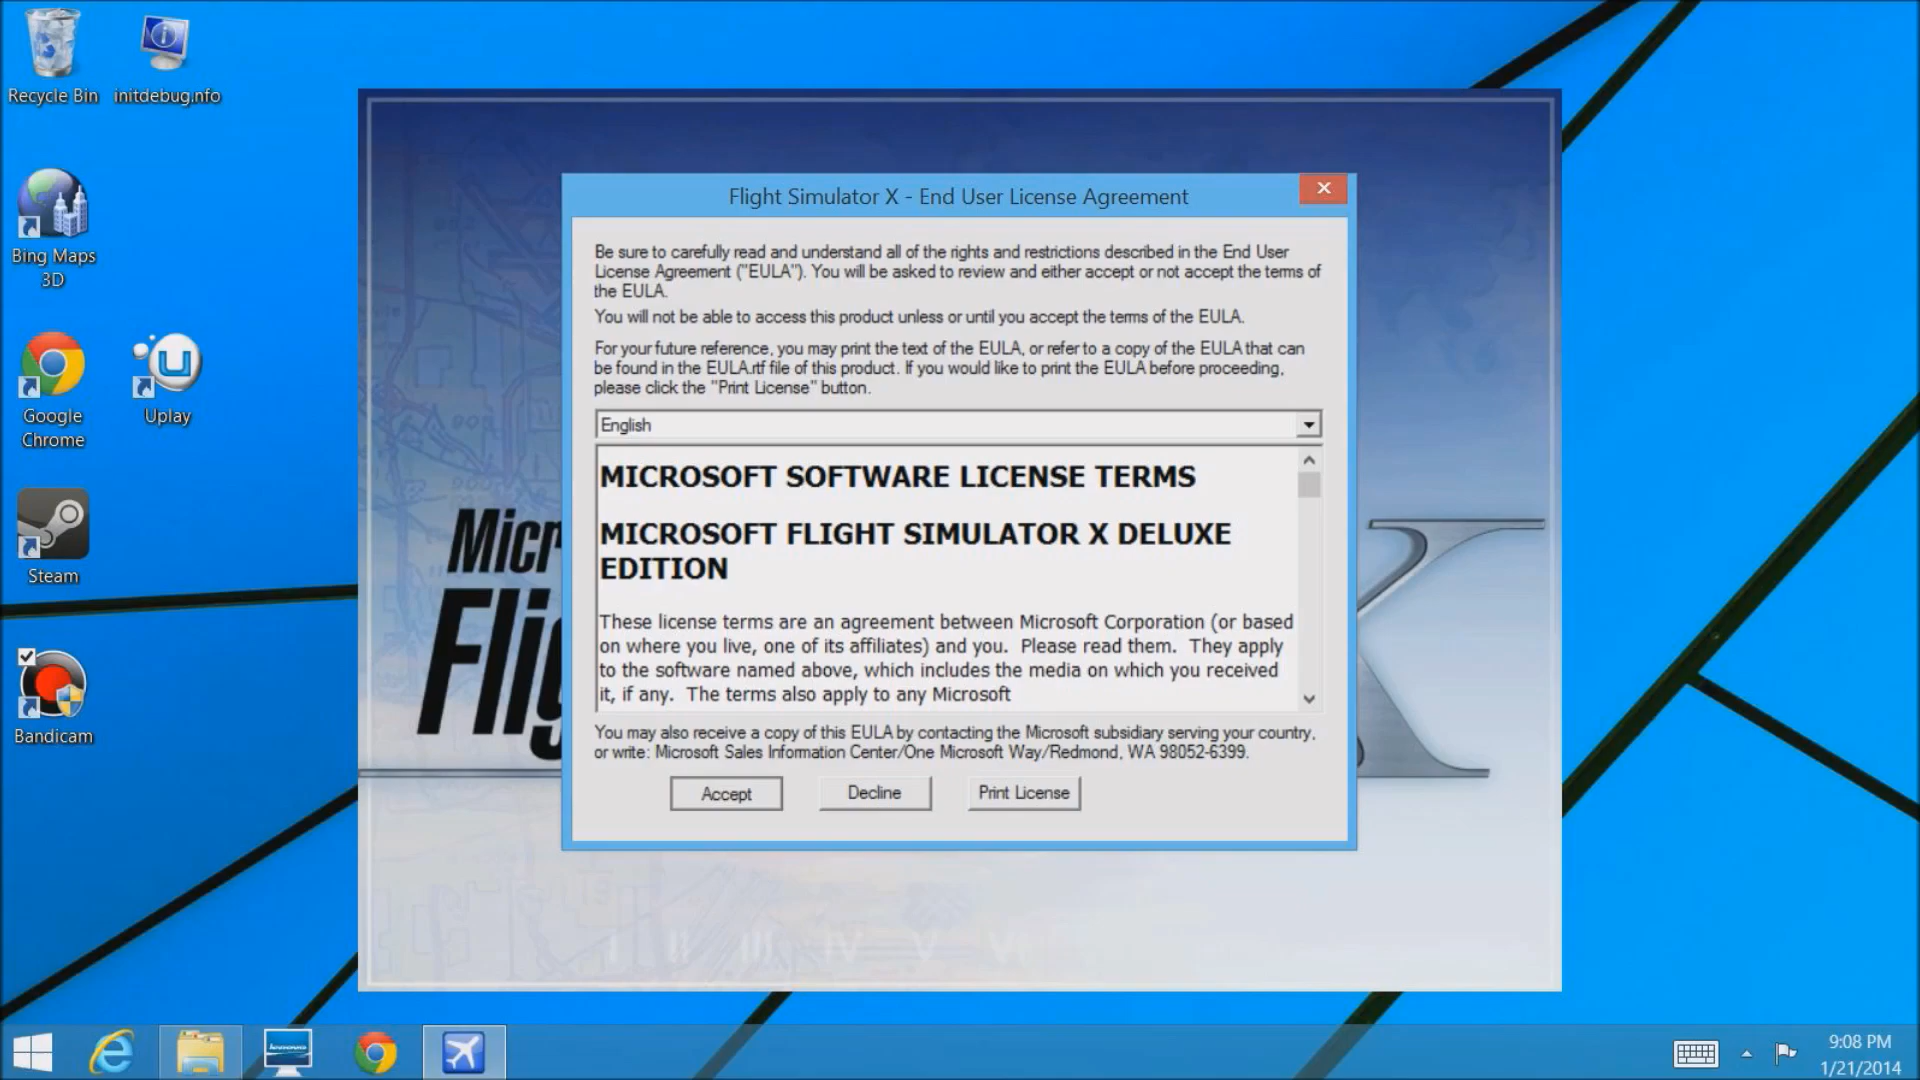 Recycle Bin
initdebug.nfo
Bing Maps
3D
Google
Chrome
Uplay
Steam
Bandicam
Micr
Fli
Flight Simulator X - End User License Agreement
Be sure to carefully read and understand all of the rights and restrictions described in the End User
License Agreement ("EULA"). You will be asked to review and either accept or not accept the terms of
the EULA.
You will not be able to access this product unless or until you accept the terms of the EULA.
For your future reference, you may print the text of the EULA, or refer to a copy of the EULA that can
be found in the EULA.rtf file of this product. If you would like to print the EULA before proceeding,
please click the "Print License" button.
English
MICROSOFT SOFTWARE LICENSE TERMS
MICROSOFT FLIGHT SIMULATOR X DELUXE
EDITION
These license terms are an agreement between Microsoft Corporation (or based
on where you live, one of its affiliates) and you.  Please read them.  They apply
to the software named above, which includes the media on which you received
it, if any.  The terms also apply to any Microsoft
You may also receive a copy of this EULA by contacting the Microsoft subsidiary serving your country,
or write: Microsoft Sales Information Center/One Microsoft Way/Redmond, WA 98052-6399.
Accept
Decline
Print License
I II III IV V VI
9:08 PM
1/21/2014